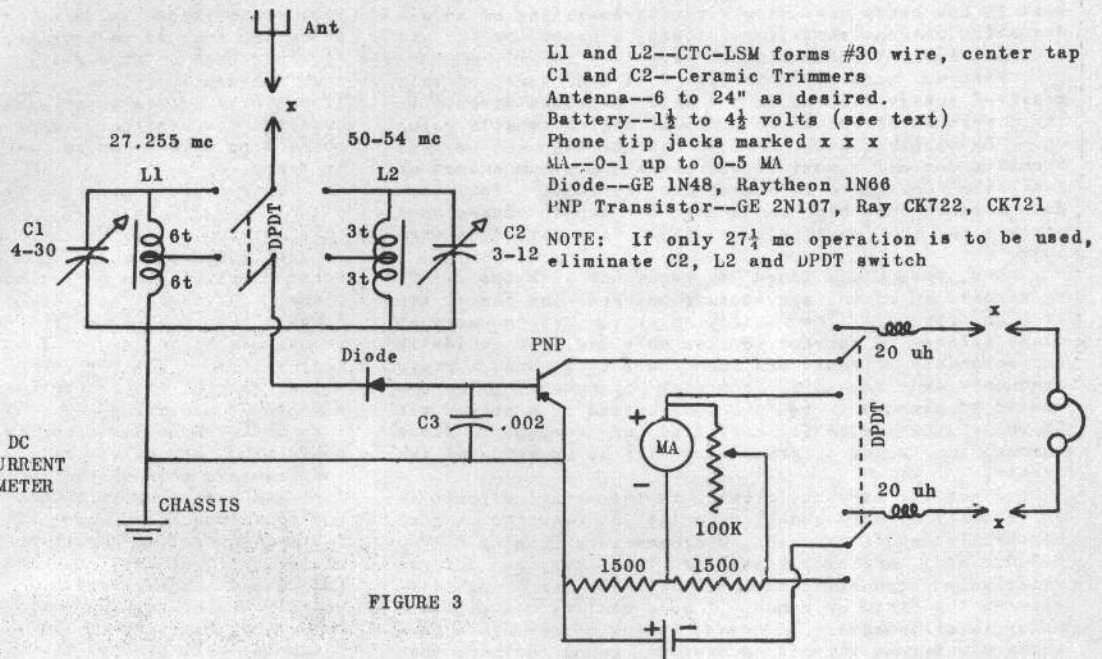 Ant
L1 and L2--CTC-LSM forms #30 wire, center tap
C1 and C2--Ceramic Trimmers
Antenna--6 to 24" as desired.
Battery--1½ to 4½ volts (see text)
Phone tip jacks marked x x x
MA--0-1 up to 0-5 MA
Diode--GE 1N48, Raytheon 1N66
PNP Transistor--GE 2N107, Ray CK722, CK721
NOTE: If only 27¼ mc operation is to be used,
eliminate C2, L2 and DPDT switch
x
27.255 mc
50-54 mc
L1
L2
C1
4-30
6t
6t
DPDT
3t
3t
C2
3-12
Diode
PNP
C3
.002
+
MA
-
100K
DPDT
20 uh
x
20 uh
x
DC
URRENT
METER
CHASSIS
1500
1500
FIGURE 3
+
-